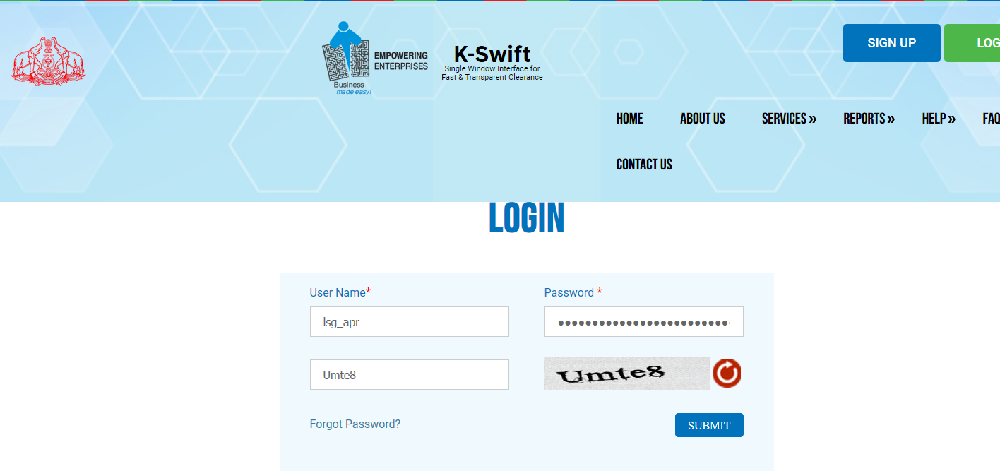 EMPOWERING
ENTERPRISES
Business
made easy!
K-Swift
Single Window Interface for
Fast & Transparent Clearance
SIGN UP
LOG
HOME ABOUT US SERVICES » REPORTS » HELP » FAQ
CONTACT US
LOGIN
User Name* Password *
lsg_apr
Umte8 Umte8
Forgot Password? SUBMIT